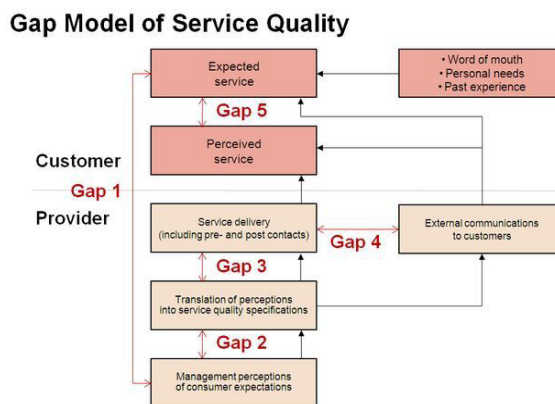 Gap Model of Service Quality
Expected
service
• Word of mouth
• Personal needs
• Past experience
Gap 5
Perceived
service
Customer
Gap 1
Provider
Service delivery
(including pre- and post contacts)
Gap 4
External communications
to customers
Gap 3
Translation of perceptions
into service quality specifications
Gap 2
Management perceptions
of consumer expectations